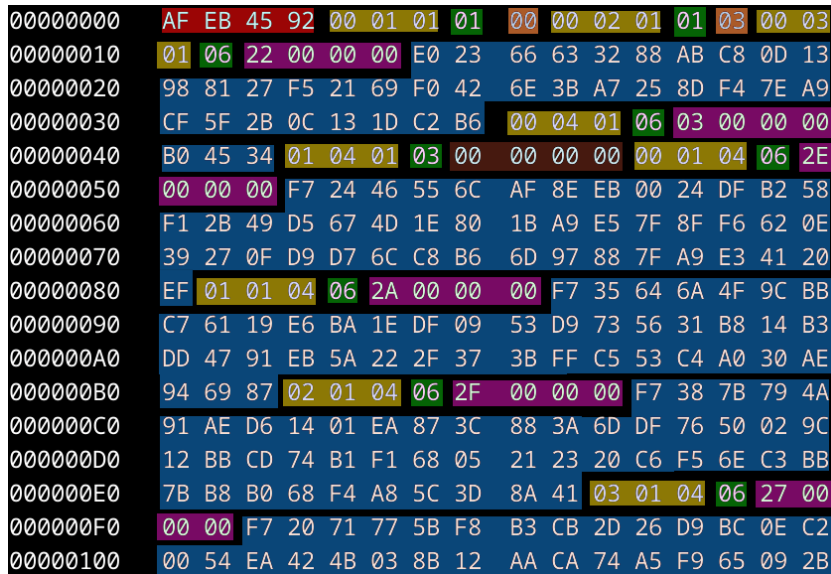 00000000 AF EB 45 92 00 01 01 01 00 00 02 01 01 03 00 03
00000010 01 06 22 00 00 00 E0 23 66 63 32 88 AB C8 0D 13
00000020 98 81 27 F5 21 69 F0 42 6E 3B A7 25 8D F4 7E A9
00000030 CF 5F 2B 0C 13 1D C2 B6 00 04 01 06 03 00 00 00
00000040 B0 45 34 01 04 01 03 00 00 00 00 00 01 04 06 2E
00000050 00 00 00 F7 24 46 55 6C AF 8E EB 00 24 DF B2 58
00000060 F1 2B 49 D5 67 4D 1E 80 1B A9 E5 7F 8F F6 62 0E
00000070 39 27 0F D9 D7 6C C8 B6 6D 97 88 7F A9 E3 41 20
00000080 EF 01 01 04 06 2A 00 00 00 F7 35 64 6A 4F 9C BB
00000090 C7 61 19 E6 BA 1E DF 09 53 D9 73 56 31 B8 14 B3
000000A0 DD 47 91 EB 5A 22 2F 37 3B FF C5 53 C4 A0 30 AE
000000B0 94 69 87 02 01 04 06 2F 00 00 00 F7 38 7B 79 4A
000000C0 91 AE D6 14 01 EA 87 3C 88 3A 6D DF 76 50 02 9C
000000D0 12 BB CD 74 B1 F1 68 05 21 23 20 C6 F5 6E C3 BB
000000E0 7B B8 B0 68 F4 A8 5C 3D 8A 41 03 01 04 06 27 00
000000F0 00 00 F7 20 71 77 5B F8 B3 CB 2D 26 D9 BC 0E C2
00000100 00 54 EA 42 4B 03 8B 12 AA CA 74 A5 F9 65 09 2B